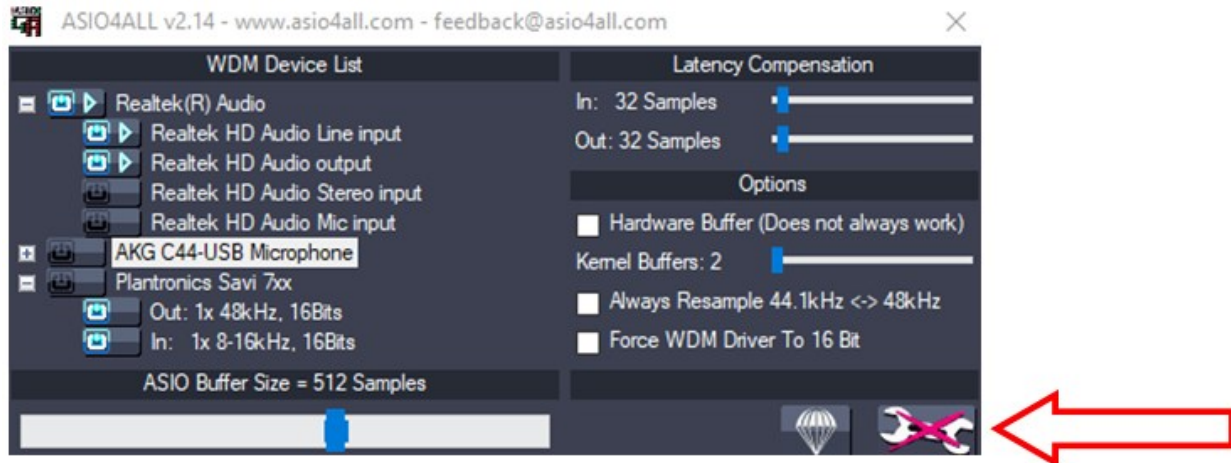 ASIO4ALL v2.14 - www.asio4all.com - feedback@asio4all.com
WDM Device List
Realtek(R) Audio
Realtek HD Audio Line input
Realtek HD Audio output
Realtek HD Audio Stereo input
Realtek HD Audio Mic input
AKG C44-USB Microphone
Plantronics Savi 7xx
Out: 1x 48kHz, 16Bits
In: 1x 8-16kHz, 16Bits
ASIO Buffer Size = 512 Samples
Latency Compensation
In: 32 Samples
Out: 32 Samples
Options
Hardware Buffer (Does not always work)
Kernel Buffers: 2
Always Resample 44.1kHz <-> 48kHz
Force WDM Driver To 16 Bit